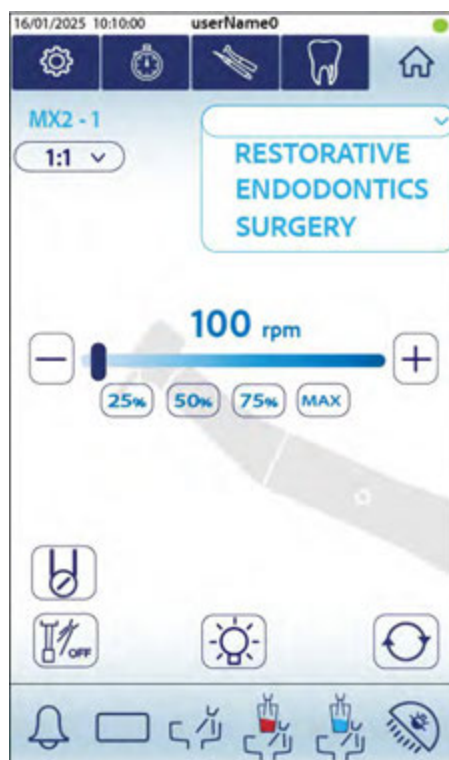 16/01/2025 10:10:00 userName0
MX2 - 1
1:1
RESTORATIVE
ENDODONTICS
SURGERY
100 rpm
25% 50% 75% MAX
OFF